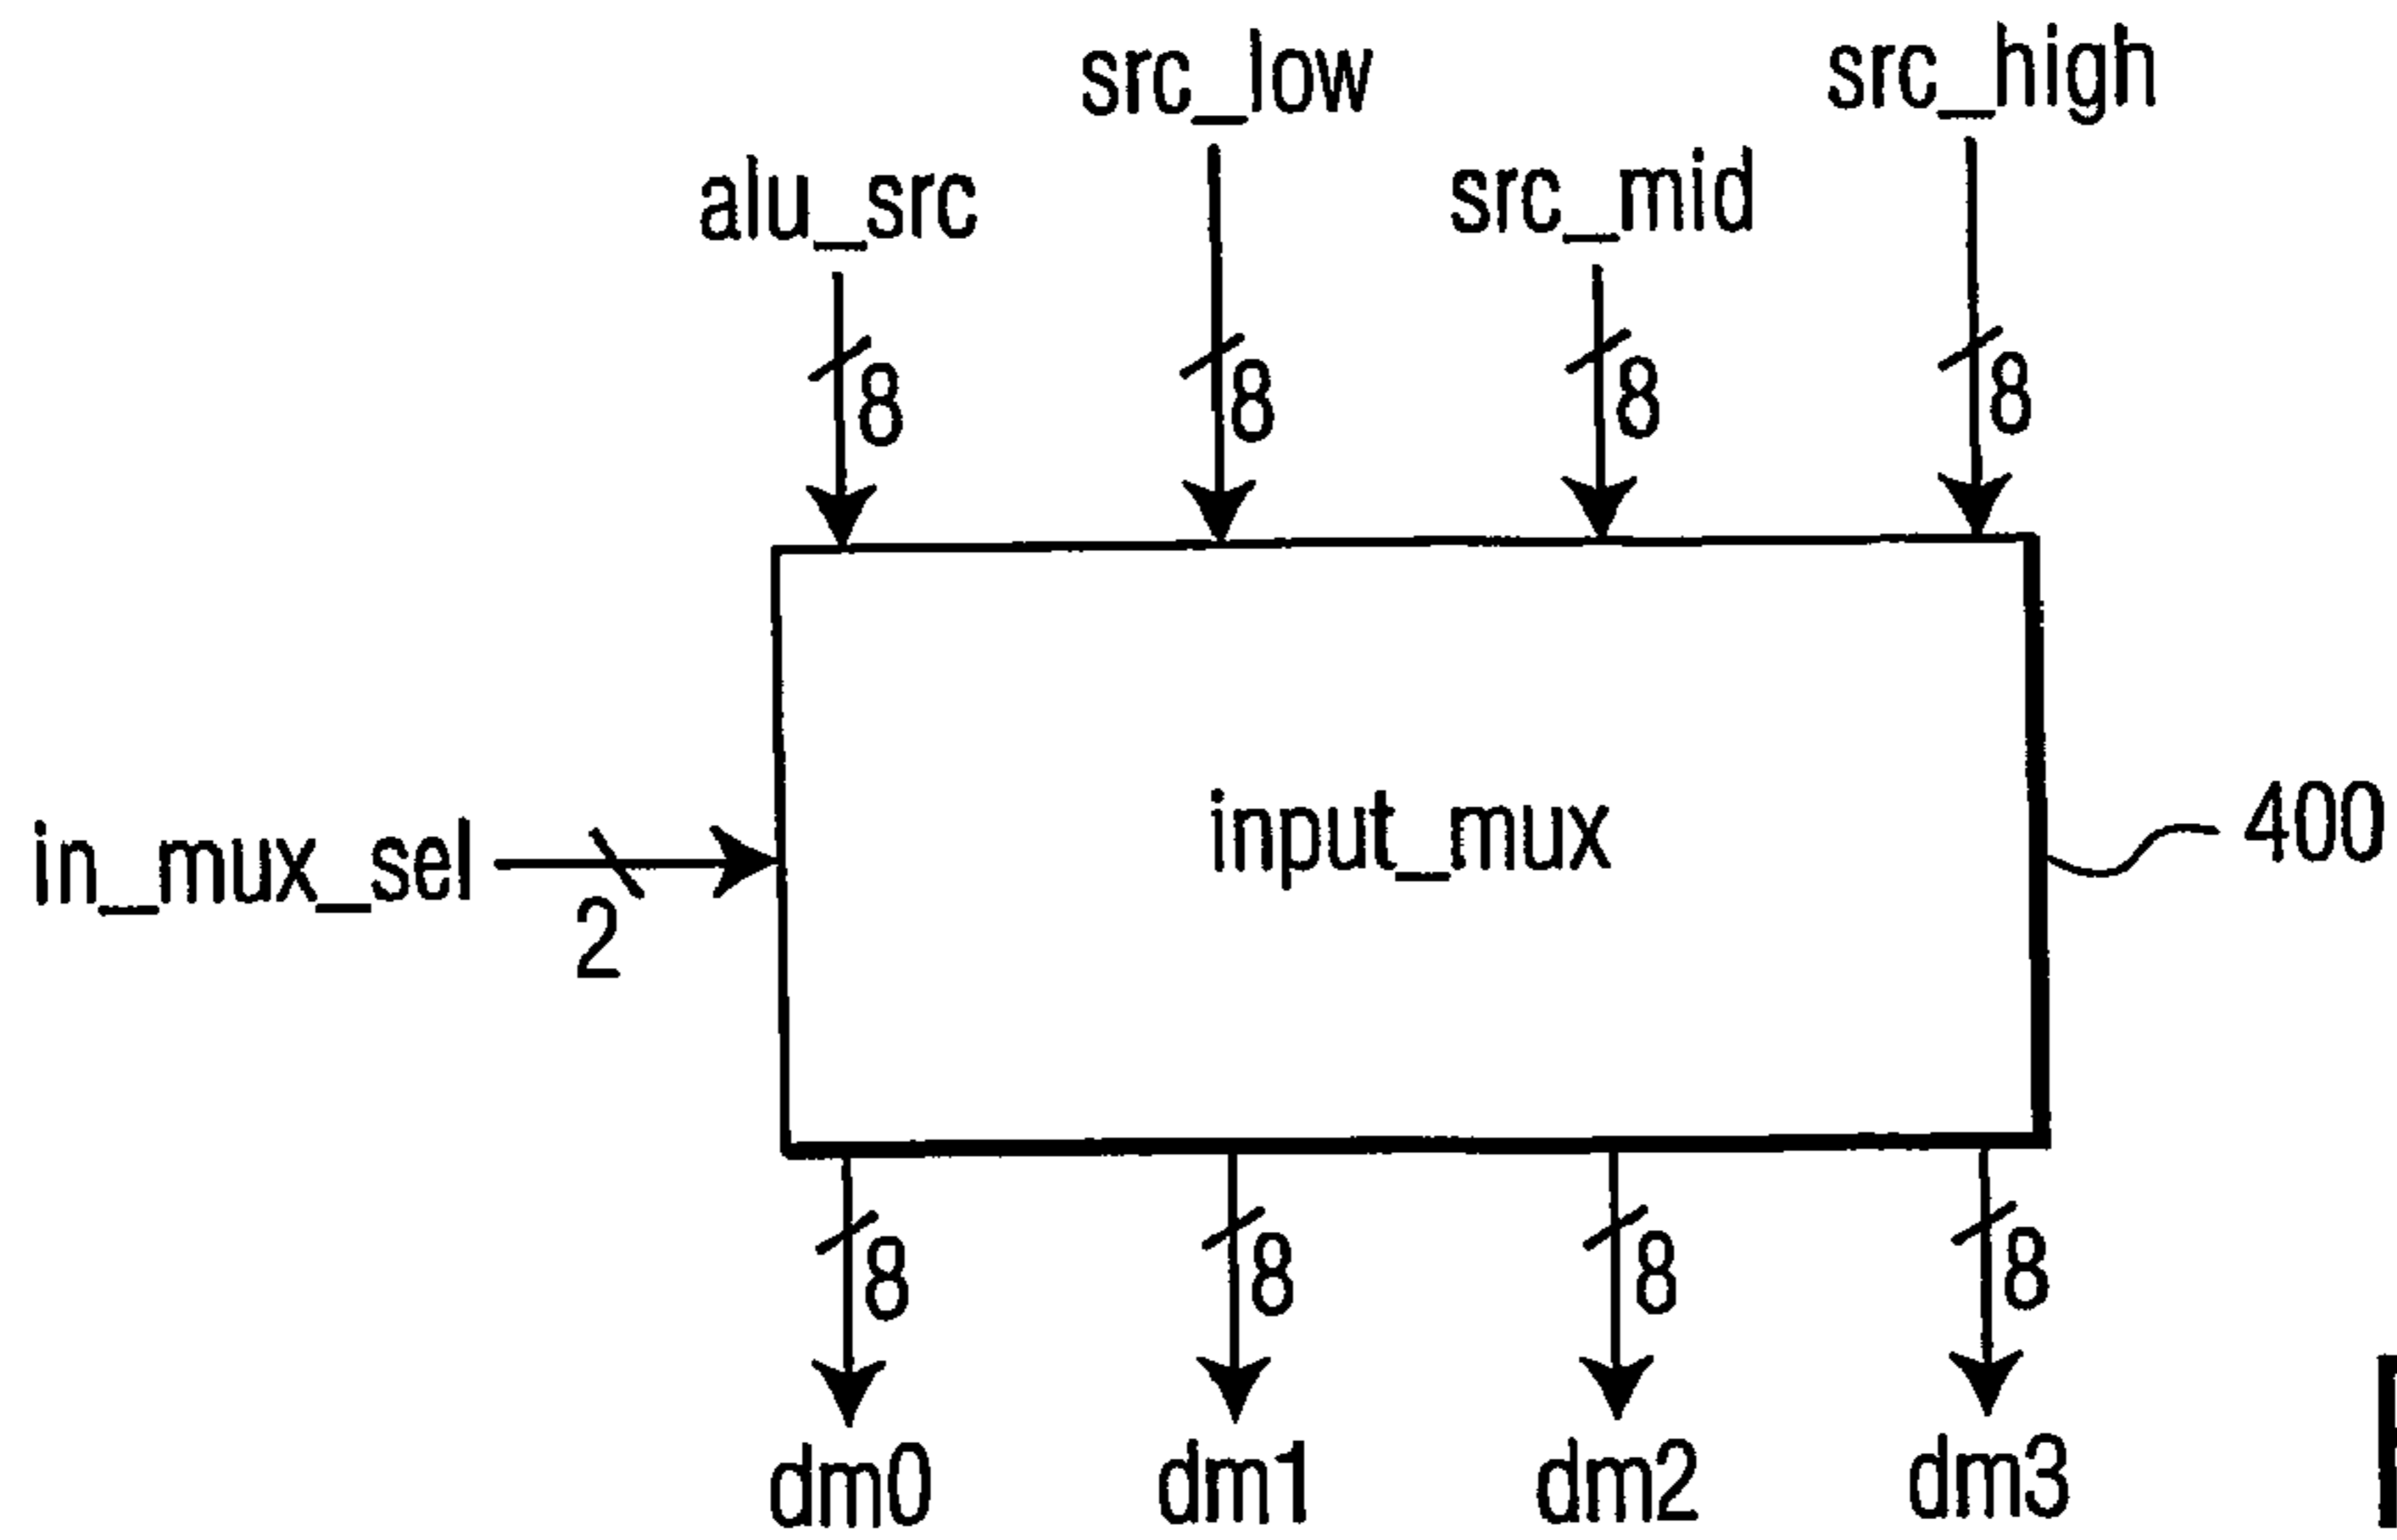 src_low src_high
alu_src src_mid
8 8 8 8
input_mux 400
in_mux_sel
2
8 8 8 8
dm0 dm1 dm2 dm3